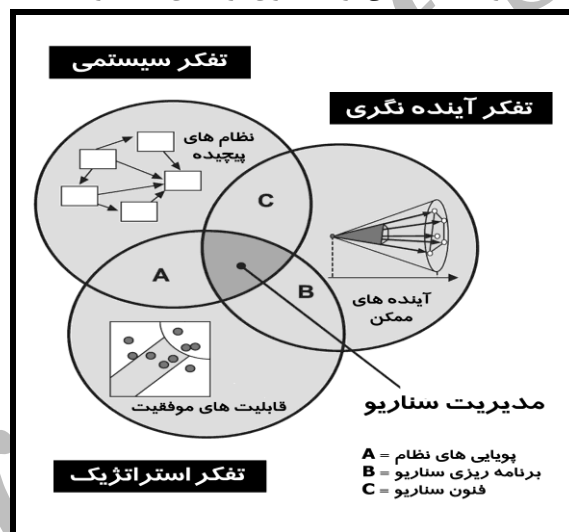 تفکر سیستمی
تفکر آینده نگری
نظام های
پیچیده
C
A
B
آینده های
ممکن
قابلیت های موفقیت
مدیریت سناریو
تفکر استراتژیک
A = پویایی های نظام
B = برنامه ریزی سناریو
C = فنون سناریو